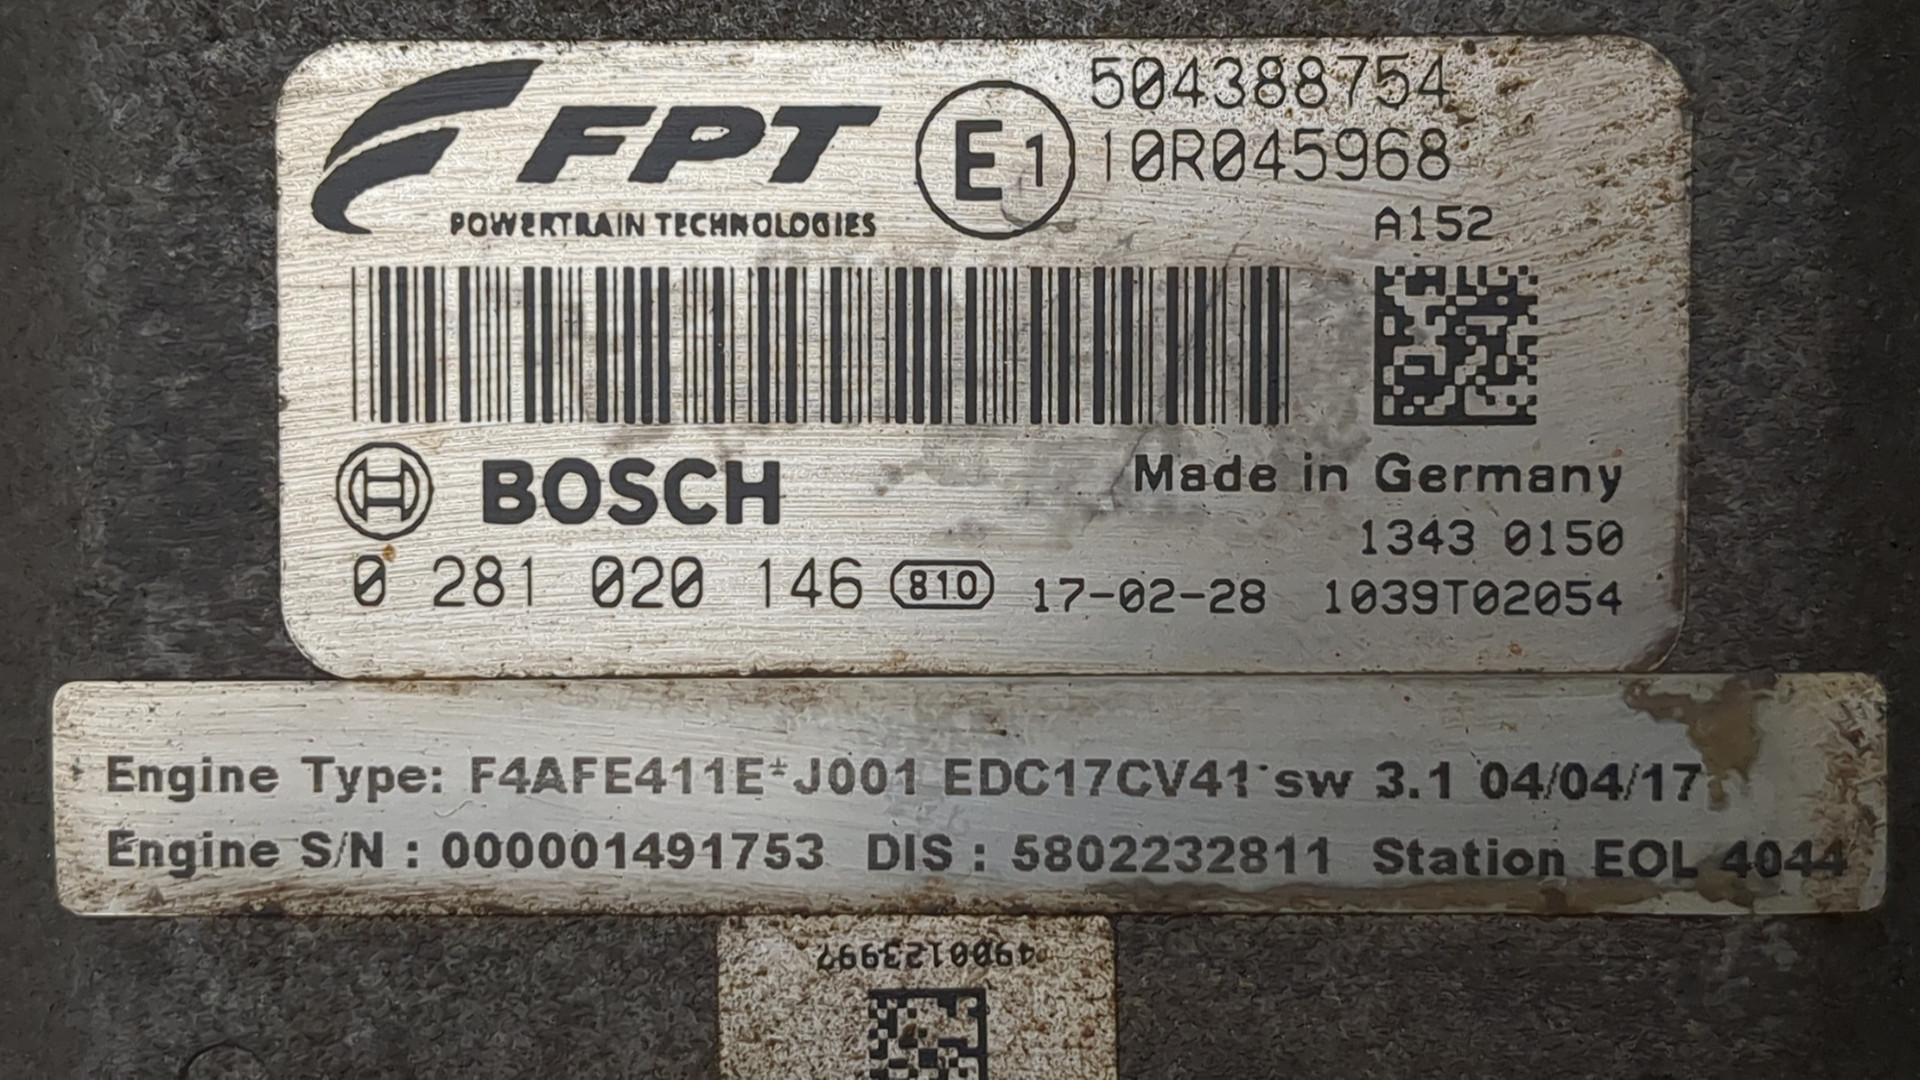 FPT
POWERTRAIN TECHNOLOGIES
E1
504388754
10R045968
A152
BOSCH
Made in Germany
1343 0150
0 281 020 146 810 17-02-28 1039T02054
Engine Type: F4AFE411E*J001 EDC17CV41 sw 3.1 04/04/17
Engine S/N : 000001491753 DIS : 5802232811 Station EOL 4044